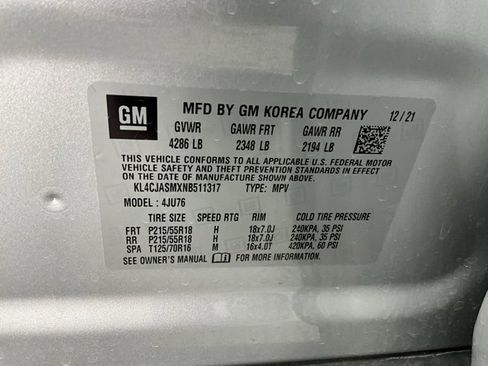 GM MFD BY GM KOREA COMPANY 12/21
GVWR GAWR FRT GAWR RR
4286 LB 2348 LB 2194 LB
THIS VEHICLE CONFORMS TO ALL APPLICABLE U.S. FEDERAL MOTOR
VEHICLE SAFETY AND THEFT PREVENTION STANDARDS IN EFFECT ON
THE DATE OF MANUFACTURE SHOWN ABOVE.
KL4CJASMXNB511317 TYPE: MPV
MODEL : 4JU76
TIRE SIZE SPEED RTG RIM COLD TIRE PRESSURE
FRT P215/55R18 H 18x7.0J 240KPA, 35 PSI
RR P215/55R18 H 18x7.0J 240KPA, 35 PSI
SPA T125/70R16 M 16x4.0T 420KPA, 60 PSI
SEE OWNER'S MANUAL FOR MORE INFORMATION